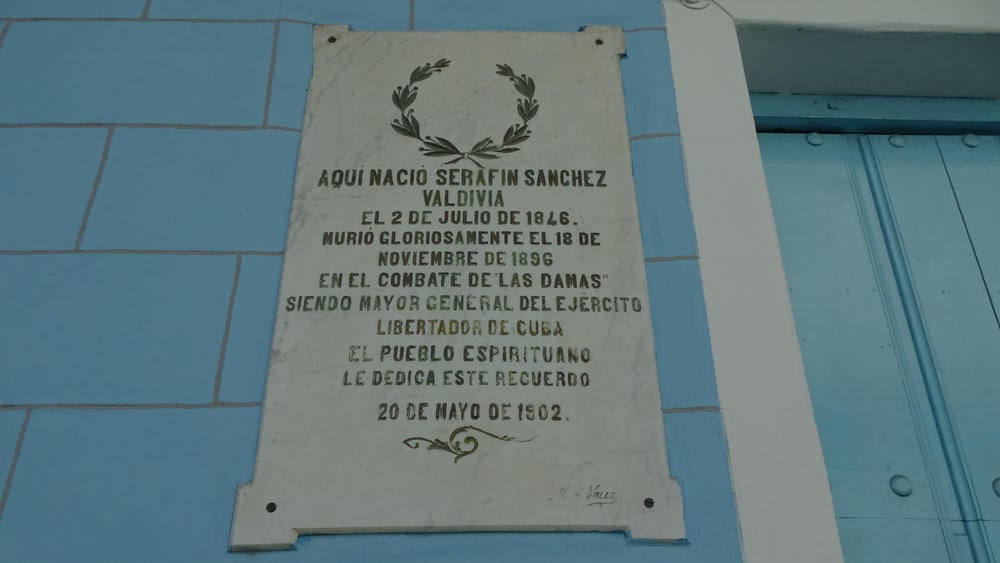 AQUÍ NACIÓ SERAFIN SANCHEZ
VALDIVIA
EL 2 DE JULIO DE 1846.
MURIÓ GLORIOSAMENTE EL 18 DE
NOVIEMBRE DE 1896
EN EL COMBATE DE "LAS DAMAS"
SIENDO MAYOR GENERAL DEL EJÉRCITO
LIBERTADOR DE CUBA
EL PUEBLO ESPIRITUANO
LE DEDICA ESTE RECUERDO
20 DE MAYO DE 1902.